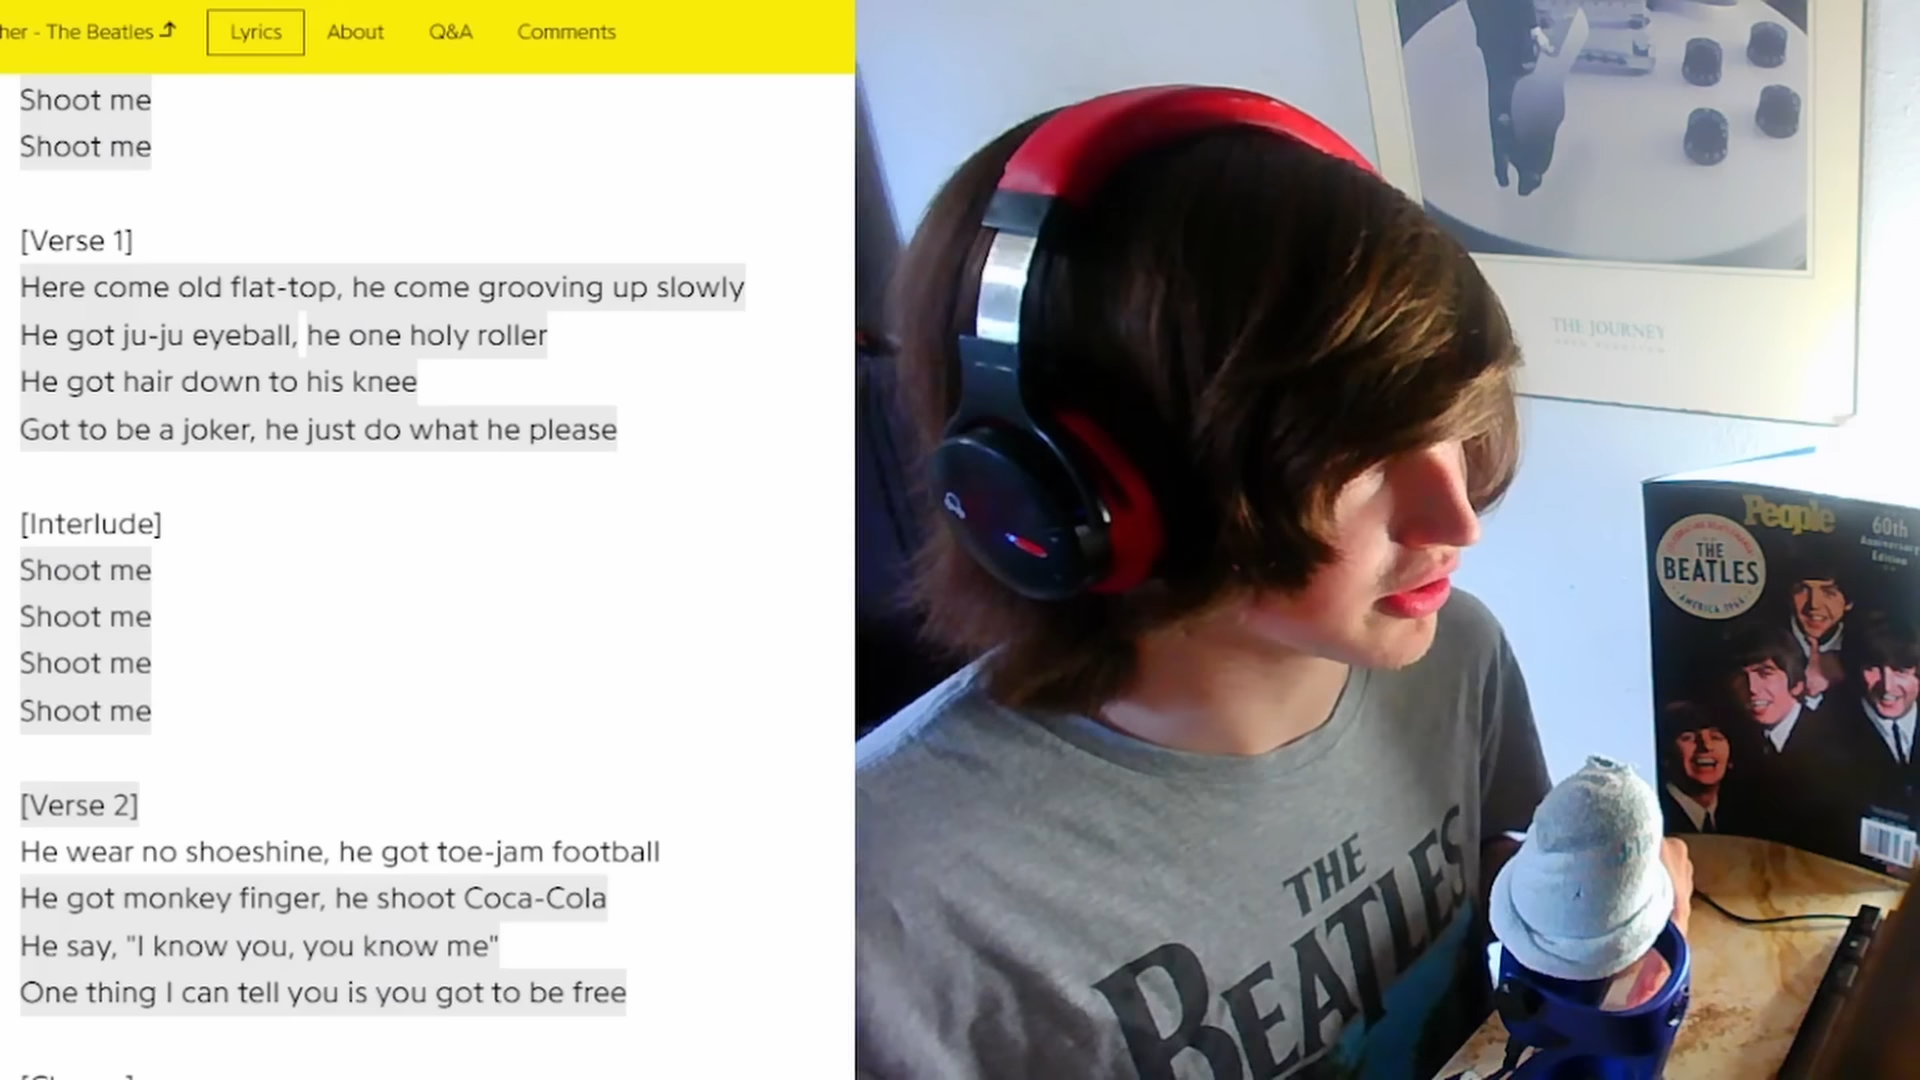 her - The Beatles
Lyrics
About
Q&A
Comments
Shoot me
Shoot me
[Verse 1]
Here come old flat-top, he come grooving up slowly
He got ju-ju eyeball, he one holy roller
He got hair down to his knee
Got to be a joker, he just do what he please
[Interlude]
Shoot me
Shoot me
Shoot me
Shoot me
[Verse 2]
He wear no shoeshine, he got toe-jam football
He got monkey finger, he shoot Coca-Cola
He say, "I know you, you know me"
One thing I can tell you is you got to be free
THE JOURNEY
People
60th
Anniversary
Edition
THE
BEATLES
AMERICA 1964
THE
BEATLES